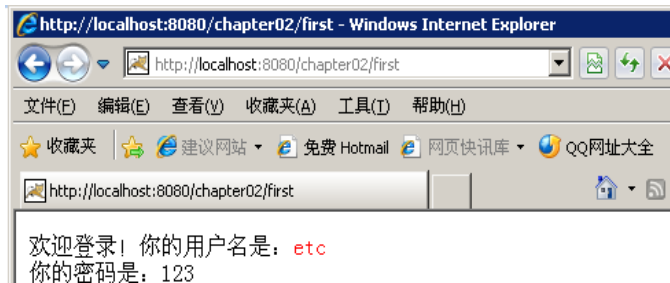 http://localhost:8080/chapter02/first - Windows Internet Explorer
http://localhost:8080/chapter02/first
文件(F) 编辑(E) 查看(V) 收藏夹(A) 工具(T) 帮助(H)
收藏夹 建议网站 免费 Hotmail 网页快讯库 QQ网址大全
http://localhost:8080/chapter02/first
欢迎登录! 你的用户名是: etc
你的密码是: 123